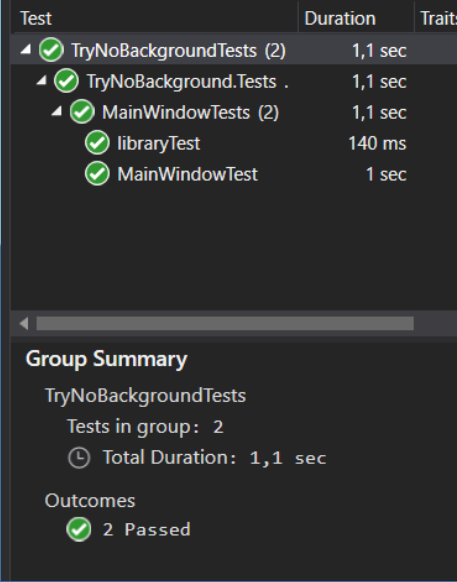 Test Duration Traits
TryNoBackgroundTests (2) 1,1 sec
TryNoBackground.Tests . 1,1 sec
MainWindowTests (2) 1,1 sec
libraryTest 140 ms
MainWindowTest 1 sec
Group Summary
TryNoBackgroundTests
Tests in group: 2
Total Duration: 1,1 sec
Outcomes
2 Passed